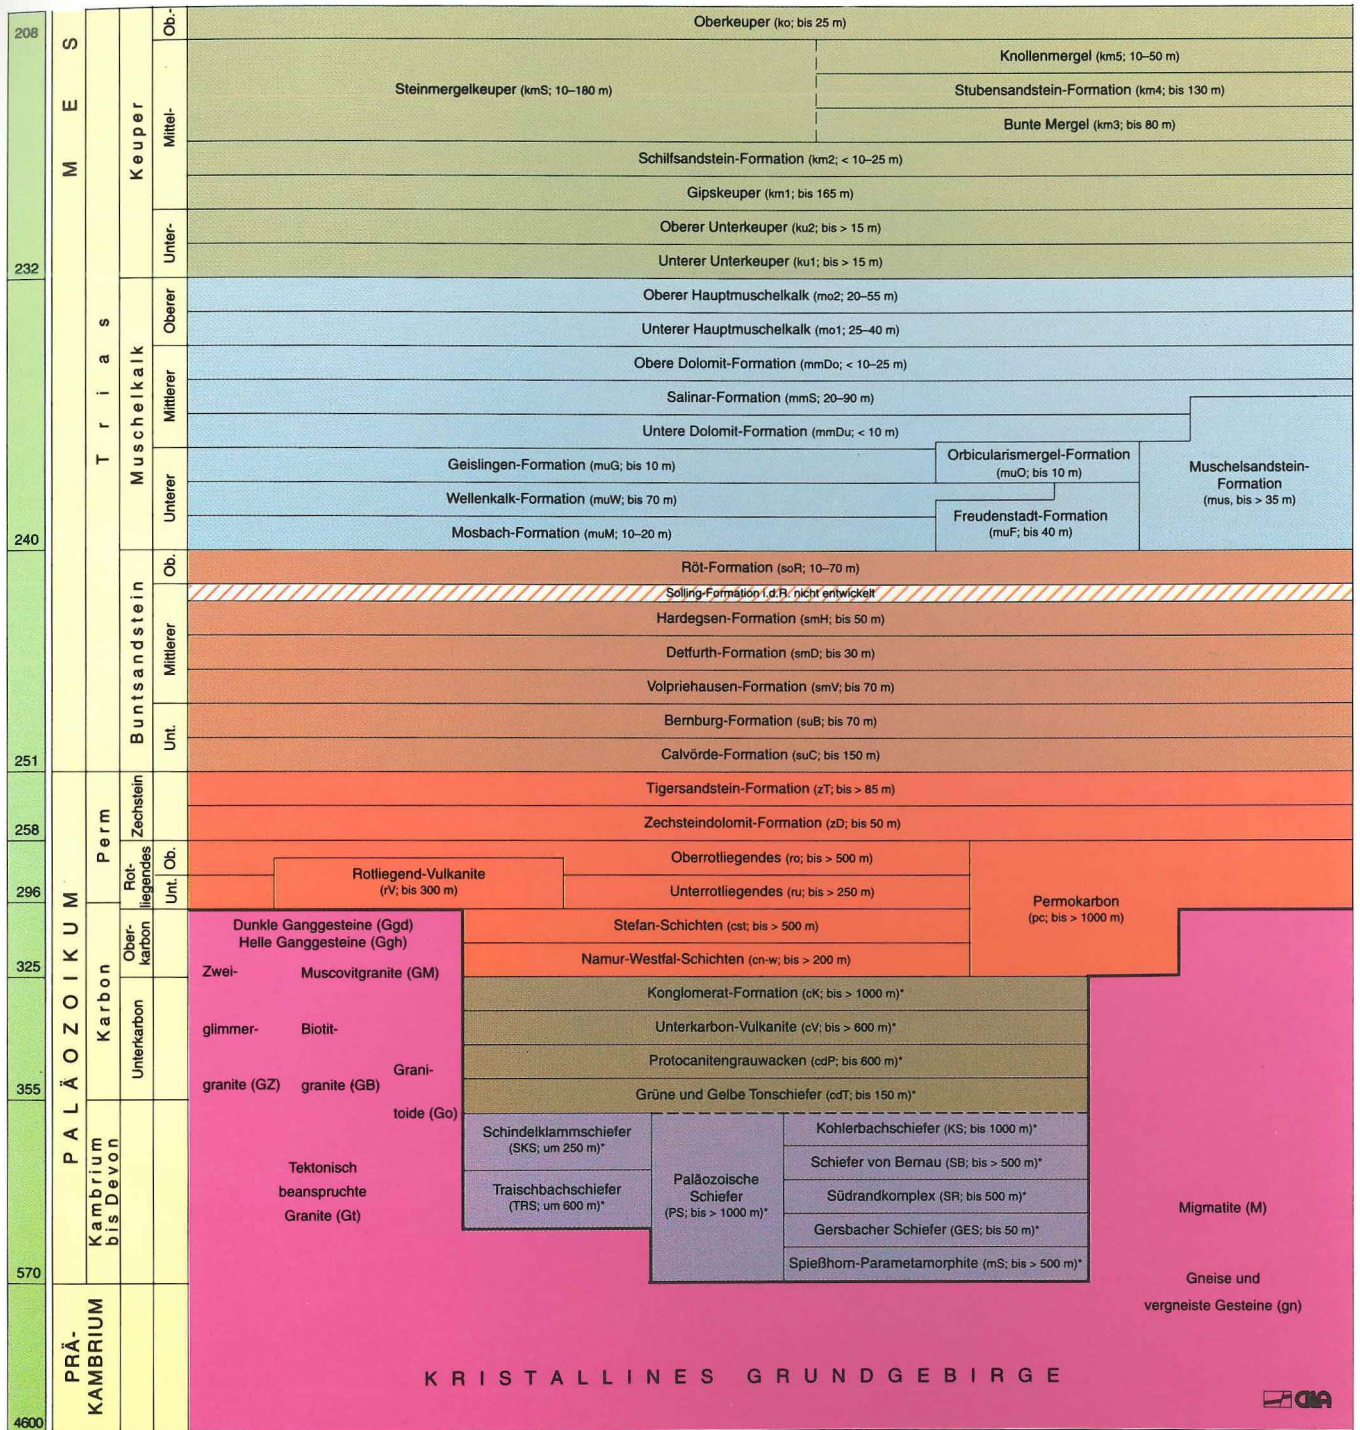 208
232
240
251
258
296
325
355
570
4600
M E S
PALÄOZOIKUM
PRÄ-
KAMBRIUM
Trias
Perm
Karbon
Kambrium
bis Devon
Keuper
Muschelkalk
Buntsandstein
Zechstein
Rot-
liegendes
Ober-
karbon
Unterkarbon
Ob.-
Mittel-
Unter-
Oberer
Mittlerer
Unterer
Ob.
Mittlerer
Unt.
Ob.
Unt.
Oberkeuper (ko; bis 25 m)
Steinmergelkeuper (kmS; 10–180 m)
Knollenmergel (km5; 10–50 m)
Stubensandstein-Formation (km4; bis 130 m)
Bunte Mergel (km3; bis 80 m)
Schilfsandstein-Formation (km2; < 10–25 m)
Gipskeuper (km1; bis 165 m)
Oberer Unterkeuper (ku2; bis > 15 m)
Unterer Unterkeuper (ku1; bis > 15 m)
Oberer Hauptmuschelkalk (mo2; 20–55 m)
Unterer Hauptmuschelkalk (mo1; 25–40 m)
Obere Dolomit-Formation (mmDo; < 10–25 m)
Salinar-Formation (mmS; 20–90 m)
Untere Dolomit-Formation (mmDu; < 10 m)
Geislingen-Formation (muG; bis 10 m)
Orbicularismergel-Formation
(muO; bis 10 m)
Muschelsandstein-
Formation
(mus, bis > 35 m)
Wellenkalk-Formation (muW; bis 70 m)
Mosbach-Formation (muM; 10–20 m)
Freudenstadt-Formation
(muF; bis 40 m)
Röt-Formation (soR; 10–70 m)
Solling-Formation i.d.R. nicht entwickelt
Hardegsen-Formation (smH; bis 50 m)
Detfurth-Formation (smD; bis 30 m)
Volpriehausen-Formation (smV; bis 70 m)
Bernburg-Formation (suB; bis 70 m)
Calvörde-Formation (suC; bis 150 m)
Tigersandstein-Formation (zT; bis > 85 m)
Zechsteindolomit-Formation (zD; bis 50 m)
Rotliegend-Vulkanite
(rV; bis 300 m)
Oberrotliegendes (ro; bis > 500 m)
Unterrotliegendes (ru; bis > 250 m)
Permokarbon
(pc; bis > 1000 m)
Stefan-Schichten (cst; bis > 500 m)
Namur-Westfal-Schichten (cn-w; bis > 200 m)
Konglomerat-Formation (cK; bis > 1000 m)*
Unterkarbon-Vulkanite (cV; bis > 600 m)*
Protocanitengrauwacken (cdP; bis 600 m)*
Grüne und Gelbe Tonschiefer (cdT; bis 150 m)*
Schindelklammschiefer
(SKS; um 250 m)*
Traischbachschiefer
(TRS; um 600 m)*
Paläozoische
Schiefer
(PS; bis > 1000 m)*
Kohlerbachschiefer (KS; bis 1000 m)*
Schiefer von Bernau (SB; bis > 500 m)*
Südrandkomplex (SR; bis 500 m)*
Gersbacher Schiefer (GES; bis 50 m)*
Spießhorn-Parametamorphite (mS; bis > 500 m)*
Dunkle Ganggesteine (Ggd)
Helle Ganggesteine (Ggh)
Zwei-
glimmer-
granite (GZ)
Muscovitgranite (GM)
Biotit-
granite (GB)
Grani-
toide (Go)
Tektonisch
beanspruchte
Granite (Gt)
Migmatite (M)
Gneise und
vergneiste Gesteine (gn)
KRISTALLINES GRUNDGEBIRGE
GLA